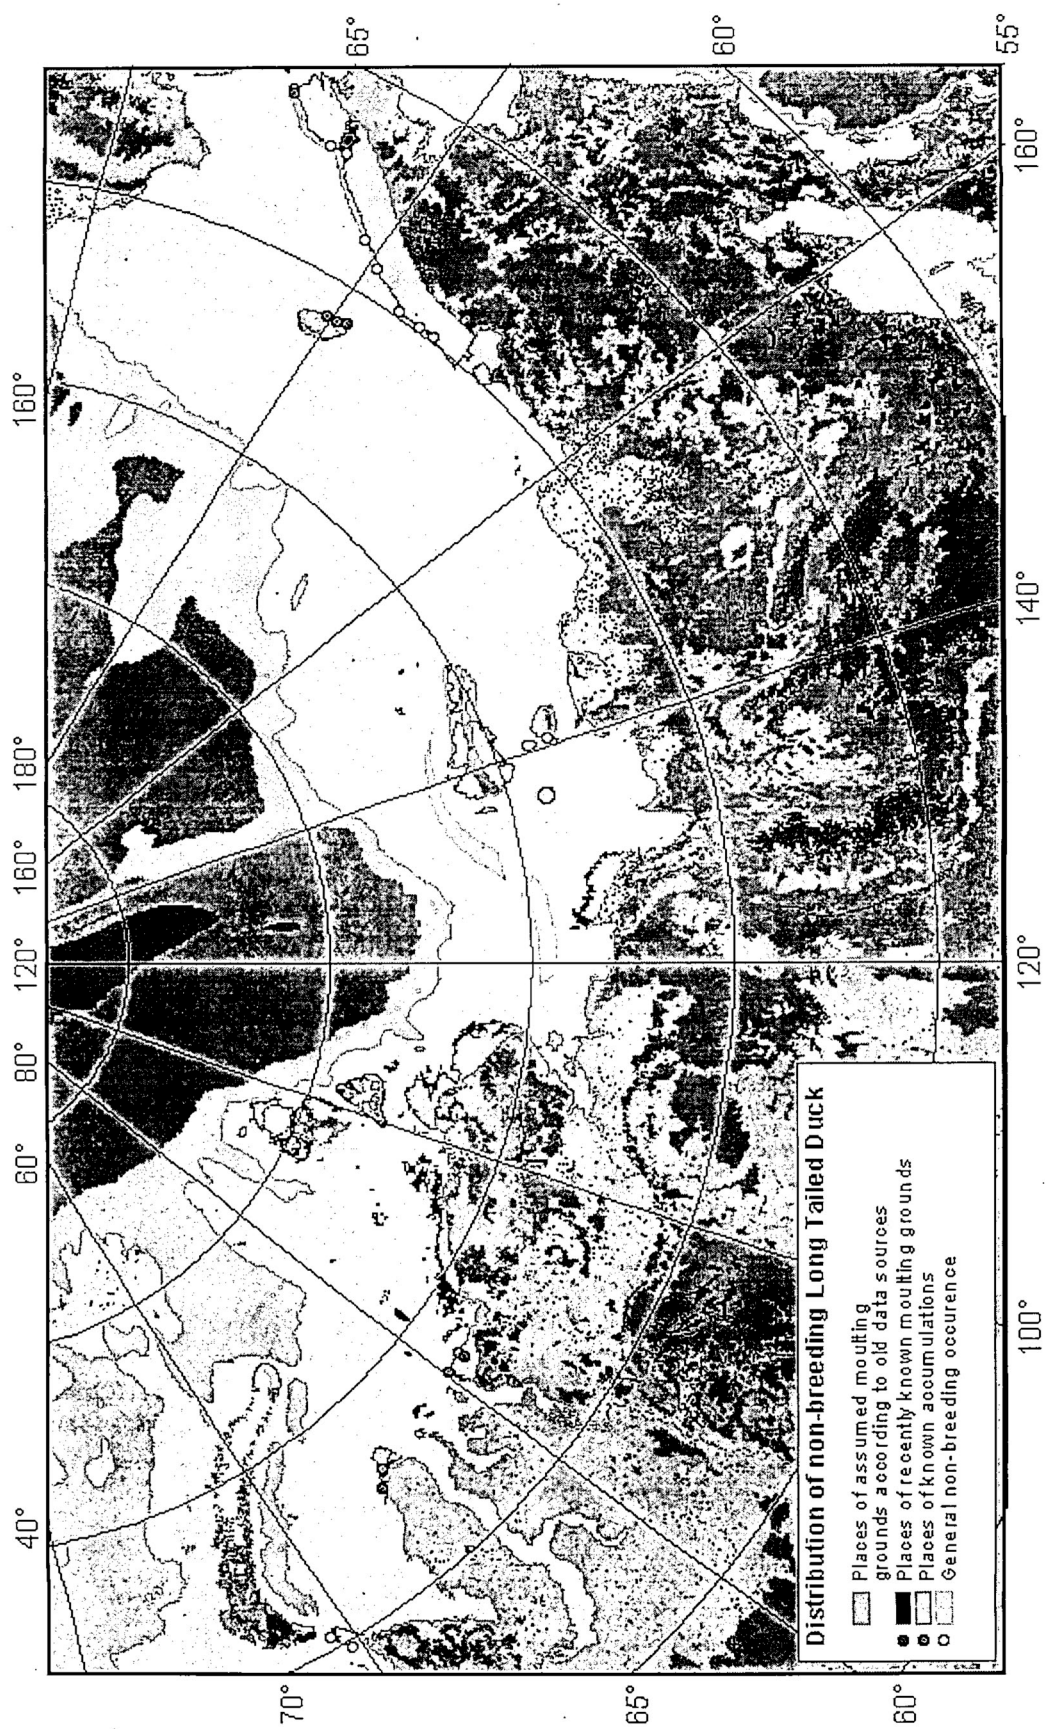 160°
180°
160°
120°
80°
60°
40°
65°
60°
55°
160°
140°
120°
100°
70°
65°
60°
Distribution of non-breeding Long Tailed Duck
Places of assumed moulting
grounds according to old data sources
Places of recently known moulting grounds
Places of known accumulations
General non-breeding occurence